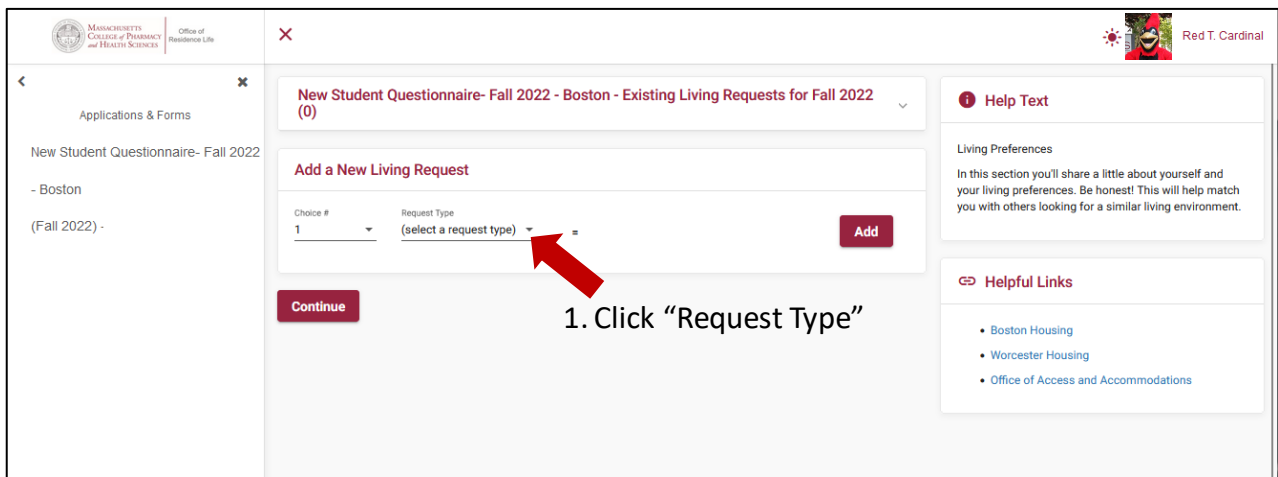 MASSACHUSETTS
COLLEGE of PHARMACY
and HEALTH SCIENCES
Office of
Residence Life
Red T. Cardinal
Applications & Forms
New Student Questionnaire- Fall 2022
- Boston
(Fall 2022) -
New Student Questionnaire- Fall 2022 - Boston - Existing Living Requests for Fall 2022
(0)
Add a New Living Request
Choice #
Request Type
1
(select a request type)
=
Add
Continue
1. Click “Request Type”
Help Text
Living Preferences
In this section you'll share a little about yourself and
your living preferences. Be honest! This will help match
you with others looking for a similar living environment.
Helpful Links
• Boston Housing
• Worcester Housing
• Office of Access and Accommodations